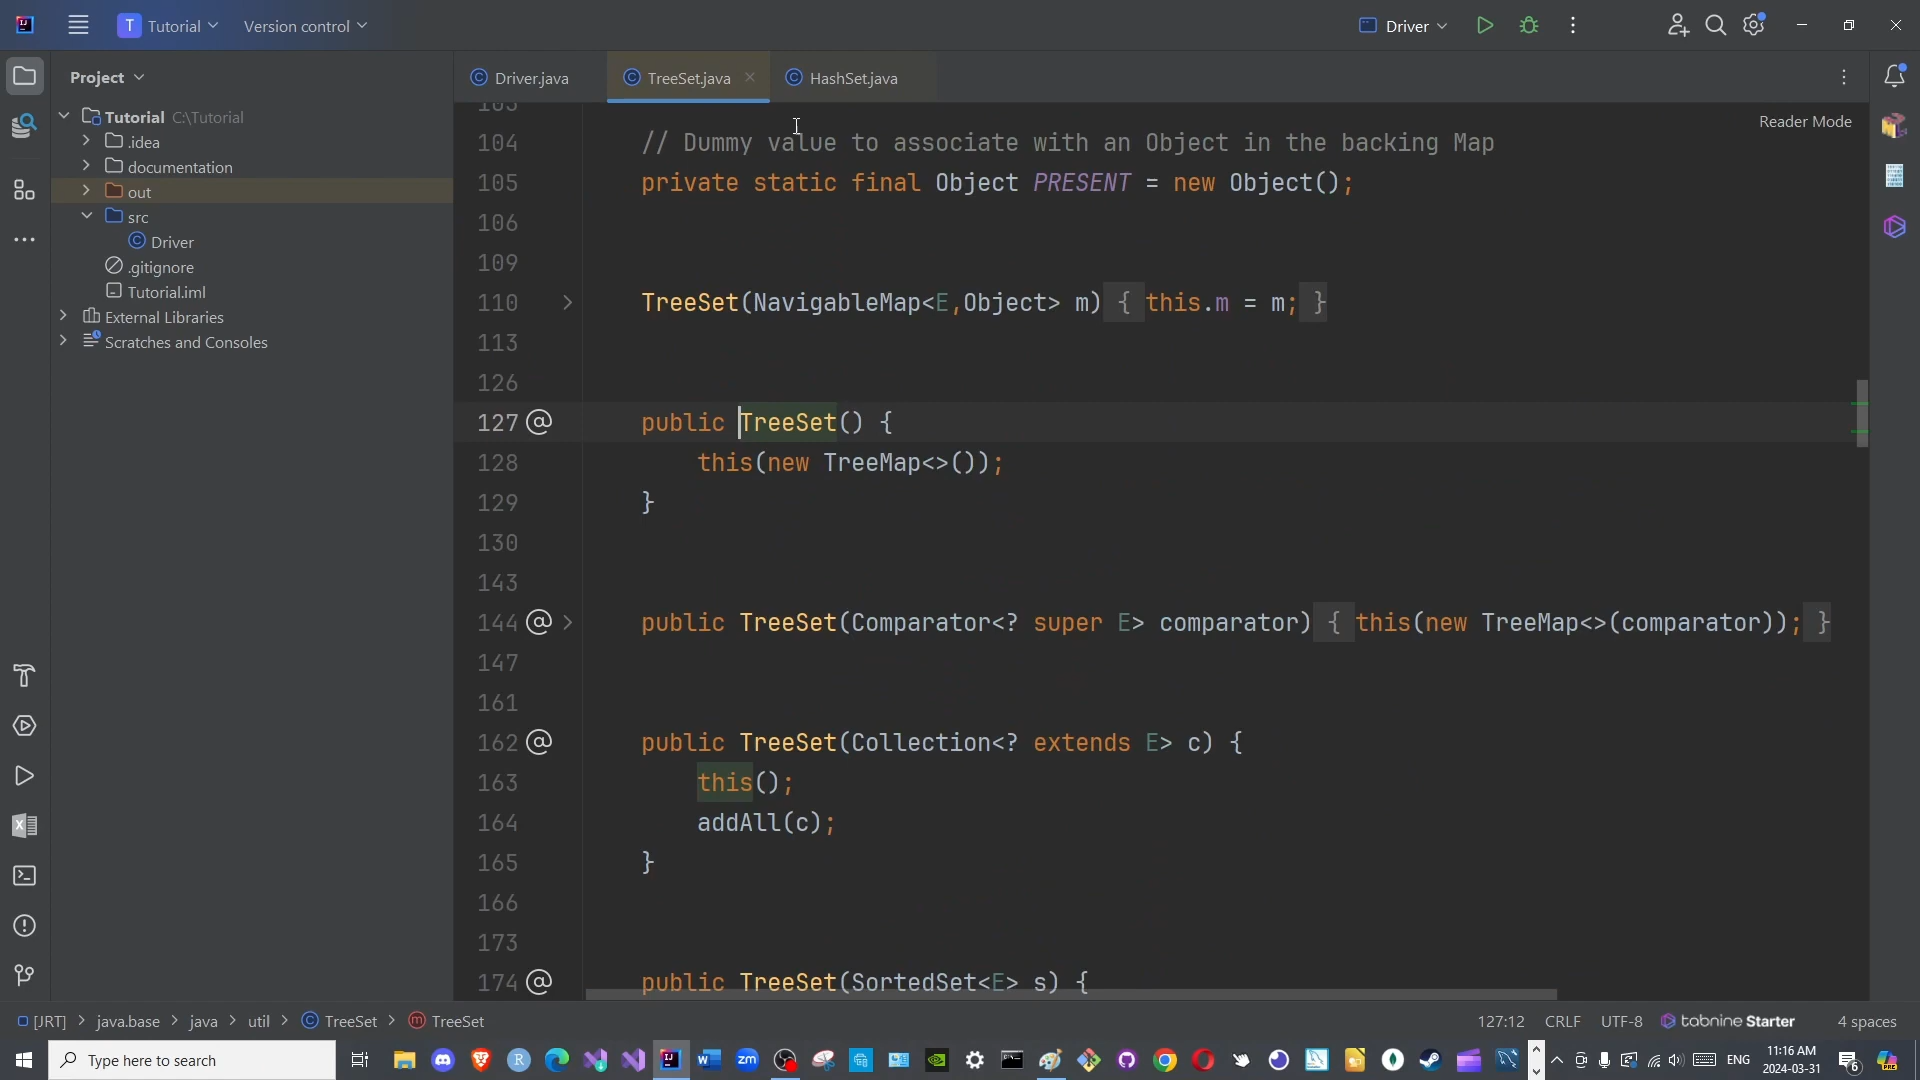 T Tutorial Version control Driver
Project
Driver.java TreeSet.java HashSet.java
Reader Mode
Tutorial C:\Tutorial
.idea
documentation
out
src
Driver
.gitignore
Tutorial.iml
External Libraries
Scratches and Consoles
104 // Dummy value to associate with an Object in the backing Map
105 private static final Object PRESENT = new Object();
106
109
110 TreeSet(NavigableMap<E,Object> m) { this.m = m; }
113
126
127 @ public TreeSet() {
128 this(new TreeMap<>());
129 }
130
143
144 @ public TreeSet(Comparator<? super E> comparator) { this(new TreeMap<>(comparator)); }
147
161
162 @ public TreeSet(Collection<? extends E> c) {
163 this();
164 addAll(c);
165 }
166
173
174 @ public TreeSet(SortedSet<E> s) {
[JRT] > java.base > java > util > TreeSet > TreeSet
127:12 CRLF UTF-8 tabnine Starter 4 spaces
Type here to search
ENG 11:16 AM
2024-03-31
6